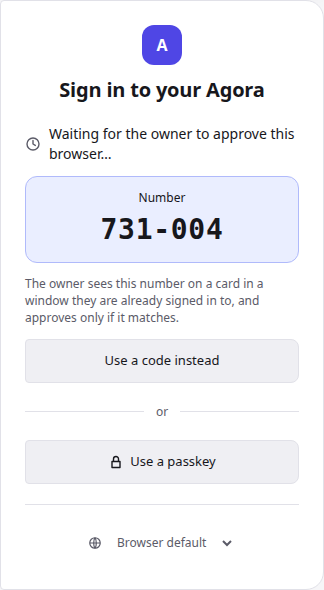 A
Sign in to your Agora
Waiting for the owner to approve this
browser...
Number
731-004
The owner sees this number on a card in a
window they are already signed in to, and
approves only if it matches.
Use a code instead
or
Use a passkey
Browser default